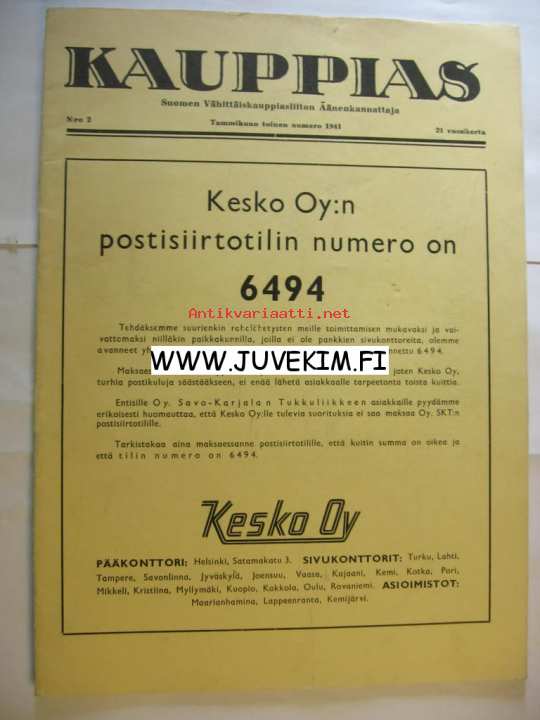 KAUPPIAS
Suomen Vähittäiskauppiasliiton Äänenkannattaja
Nro 2 Tammikuun toinen numero 1941 21 vuosikerta
Kesko Oy:n
postisiirtotilin numero on
6494
Antikvariaatti.net
Tehdäksemme suurienkin rahalähetysten meille toimittamisen mukavaksi ja vai-
vattomaksi niilläkin paikkakunnilla, joilla ei ole pankkien sivukonttoreita, olemme
avanneet annettu 6494.
WWW.JUVEKIM.FI
joten Kesko Oy,
turhia postikuluja säästääkseen, ei enää lähetä asiakkaalle tarpeetonta toista kuittia.
Entisille Oy. Savo-Karjalan Tukkuliikkeen asiakkaille pyydämme
erikoisesti huomauttaa, että Kesko Oy:lle tulevia suorituksia ei saa maksaa Oy. SKT:n
postisiirtotilille.
Tarkistakaa aina maksaessanne postisiirtotilille, että kuitin summa on oikea ja
että tilin numero on 6494.
Kesko Oy
PÄÄKONTTORI: Helsinki, Satamakatu 3. SIVUKONTTORIT: Turku, Lahti,
Tampere, Savonlinna, Jyväskylä, Joensuu, Vaasa, Kajaani, Kemi, Kotka, Pori,
Mikkeli, Kristiina, Myllymäki, Kuopio, Kokkola, Oulu, Rovaniemi. ASIOIMISTOT:
Maarianhamina, Lappeenranta, Kemijärvi.